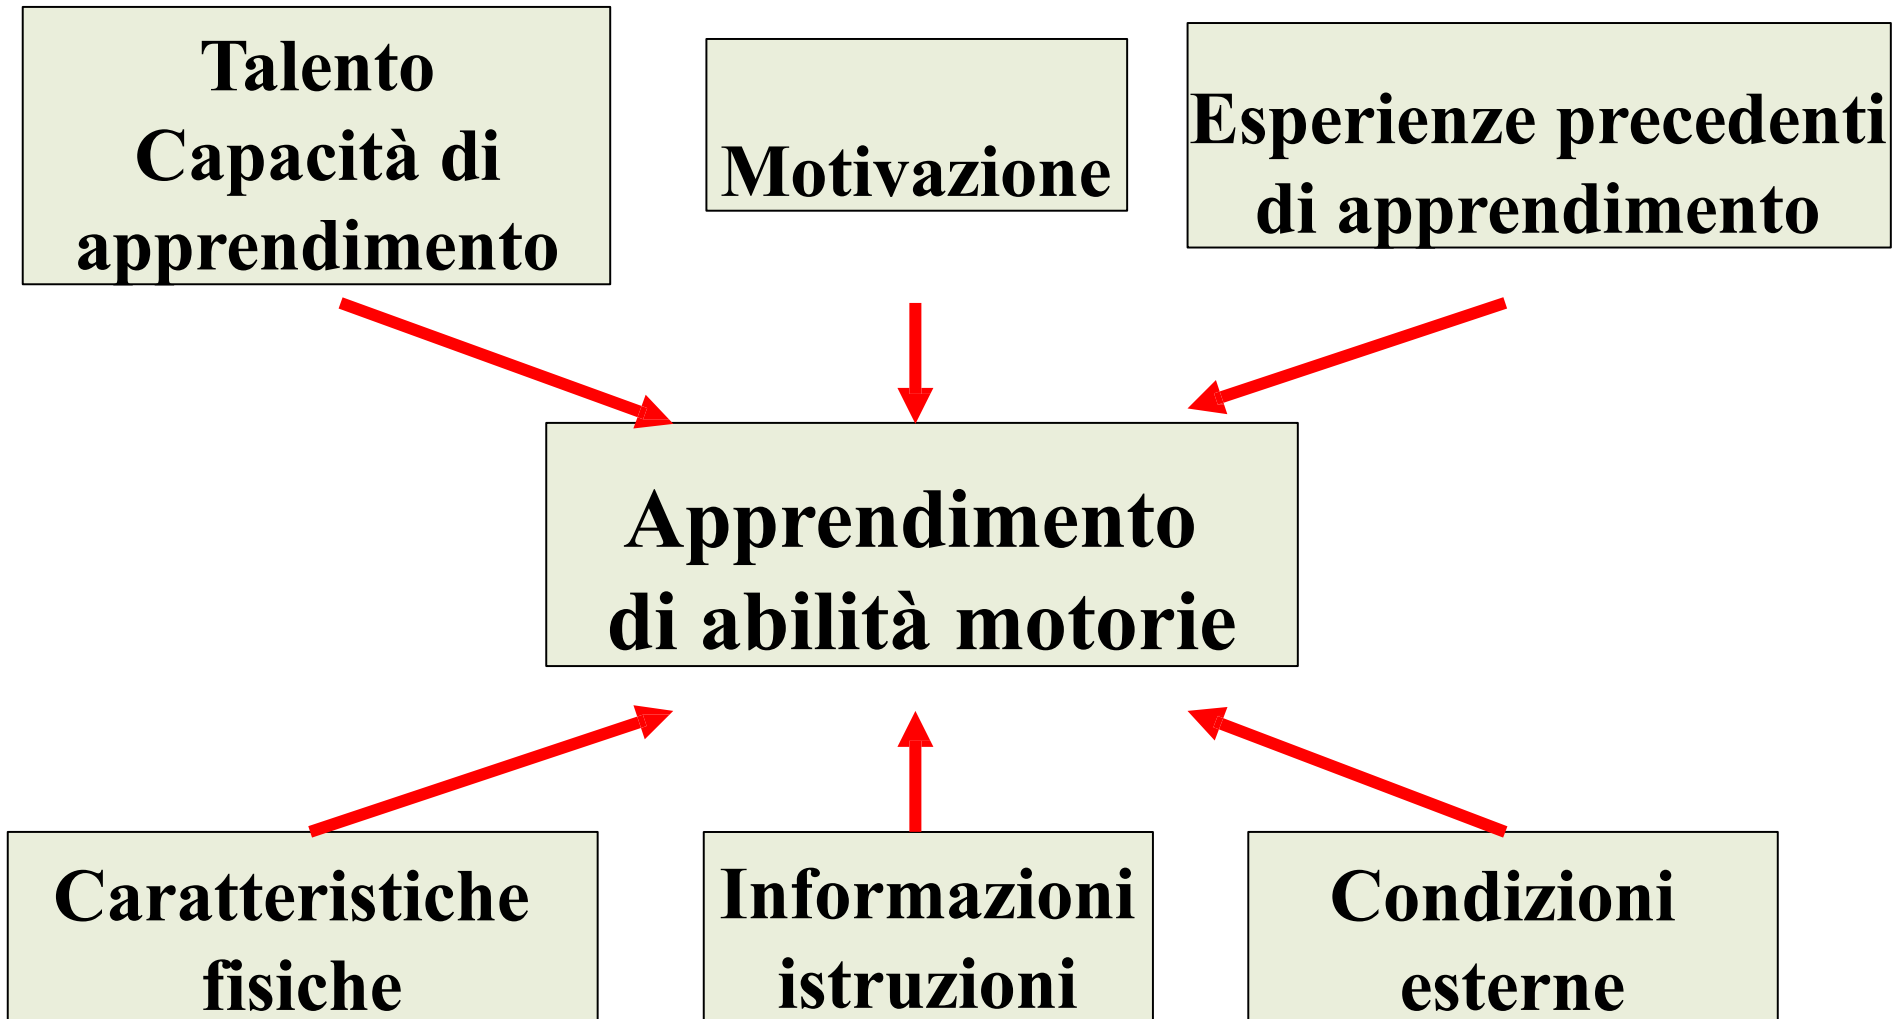 Talento
Capacità di
apprendimento
Motivazione
Esperienze precedenti
di apprendimento
Apprendimento
di abilità motorie
Caratteristiche
fisiche
Informazioni
istruzioni
Condizioni
esterne